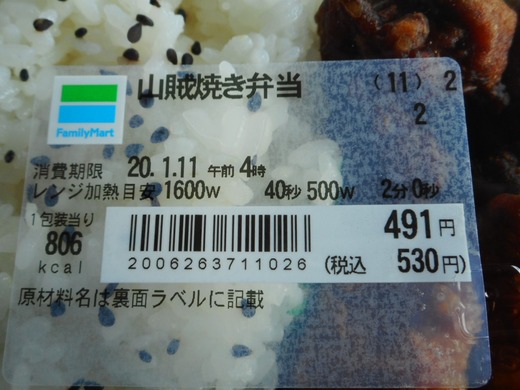 山賊焼き弁当 (11) 2
2
FamilyMart
消費期限 20.1.11 午前 4時
レンジ加熱目安 1600w 40秒 500w 2分0秒
1包装当り
806
kcal
491円
2006263711026 (税込 530円)
原材料名は裏面ラベルに記載